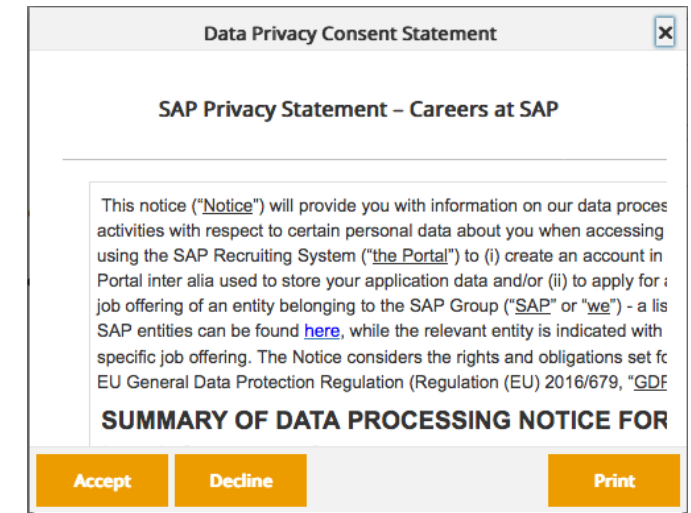 Data Privacy Consent Statement
SAP Privacy Statement – Careers at SAP
This notice (“Notice”) will provide you with information on our data
activities with respect to certain personal data about you when accessing
using the SAP Recruiting System (“the Portal”) to (i) create an account in
Portal inter alia used to store your application data and/or (ii) to apply for
job offering of an entity belonging to the SAP Group (“SAP” or “we”) - a
SAP entities can be found here, while the relevant entity is indicated with
specific job offering. The Notice considers the rights and obligations set
EU General Data Protection Regulation (Regulation (EU) 2016/679, “
SUMMARY OF DATA PROCESSING NOTICE FOR
Accept Decline Print